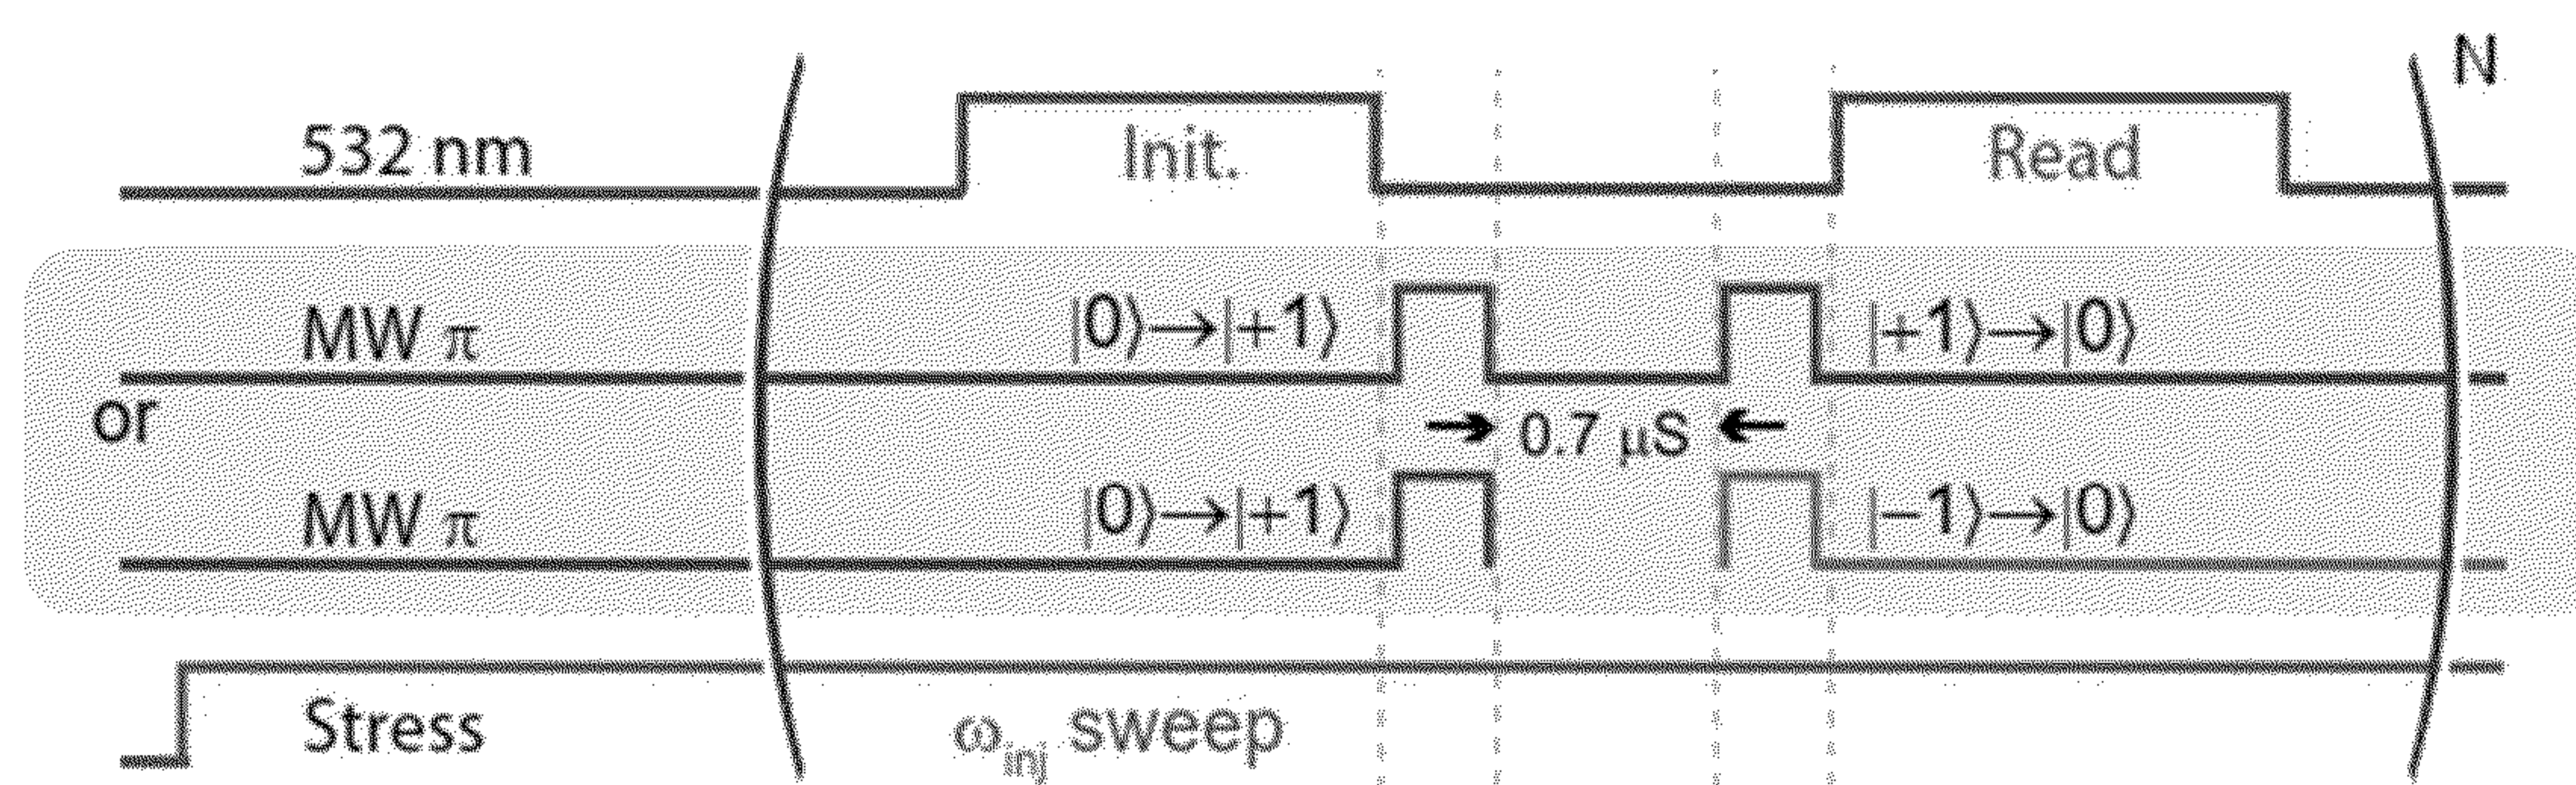 N
532 nm Init. Read
MW π |0⟩→|+1⟩ |+1⟩→|0⟩
or 0.7 μS
MW π |0⟩→|+1⟩ |−1⟩→|0⟩
Stress ωinj sweep